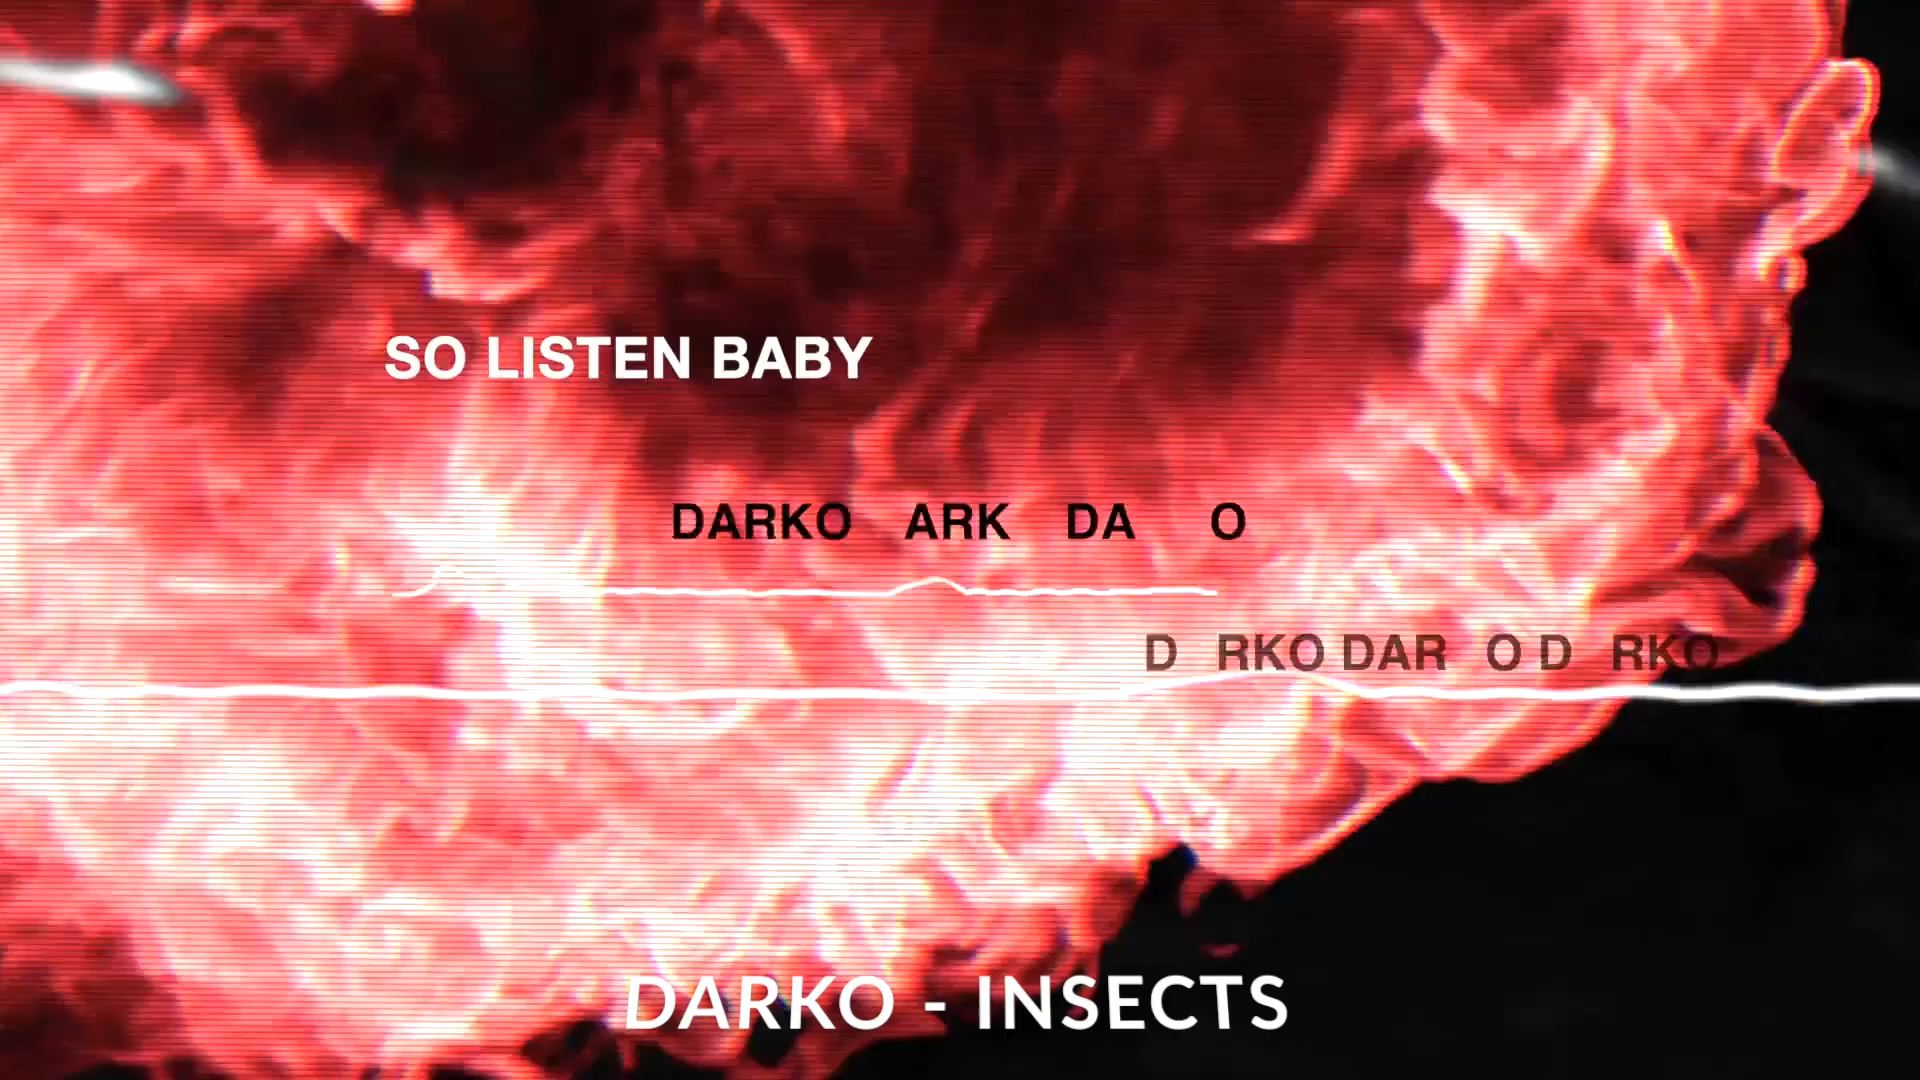 SO LISTEN BABY
DARKO ARK DA O
D RKO DAR O D RKO
DARKO - INSECTS